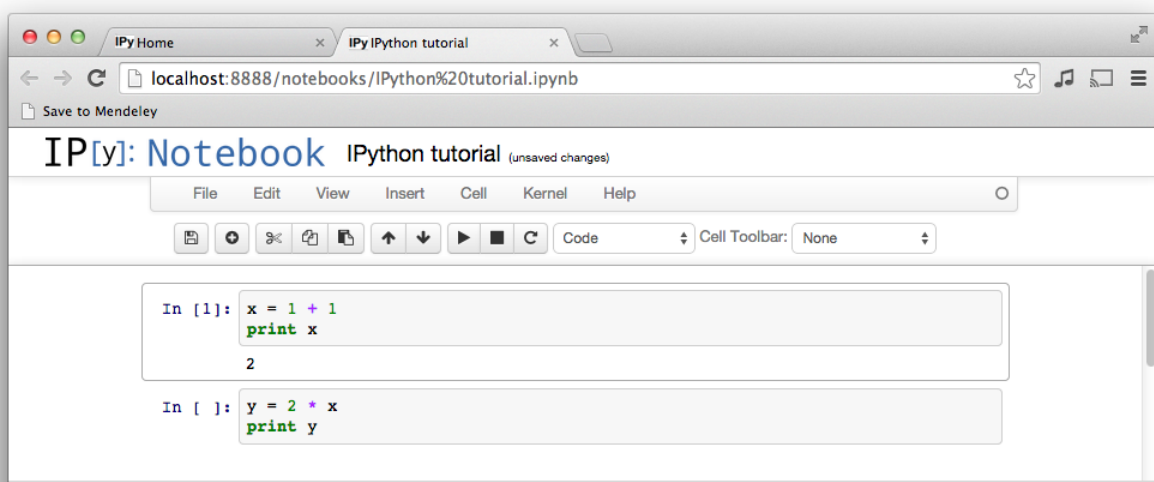 IPy Home IPy IPython tutorial
localhost:8888/notebooks/IPython%20tutorial.ipynb
Save to Mendeley
IP[y]: Notebook IPython tutorial (unsaved changes)
File Edit View Insert Cell Kernel Help
Code Cell Toolbar: None
In [1]: x = 1 + 1
print x
2
In [ ]: y = 2 * x
print y